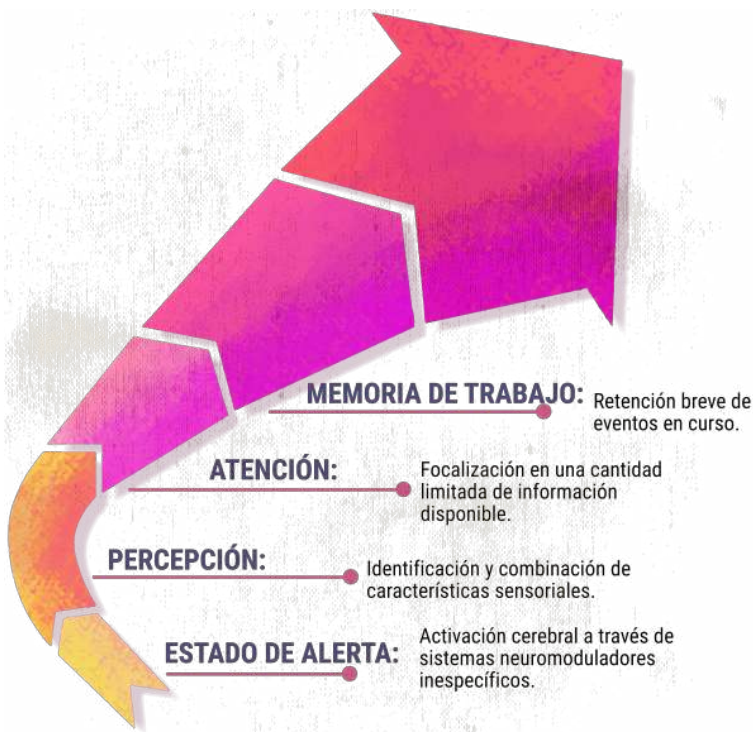 MEMORIA DE TRABAJO:
Retención breve de
eventos en curso.
ATENCIÓN:
Focalización en una cantidad
limitada de información
disponible.
PERCEPCIÓN:
Identificación y combinación de
características sensoriales.
ESTADO DE ALERTA:
Activación cerebral a través de
sistemas neuromoduladores
inespecíficos.